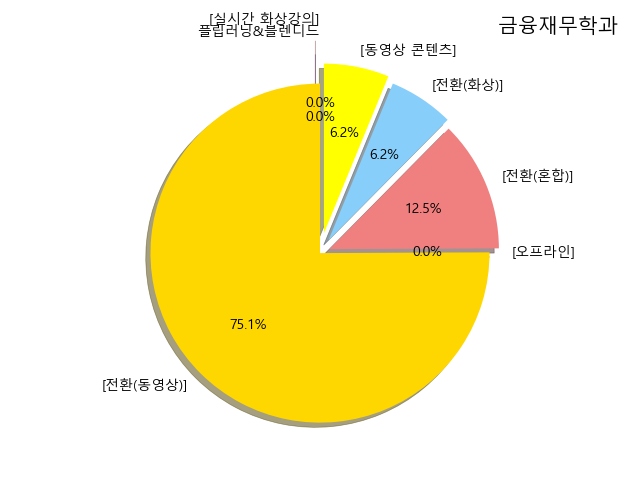 금융재무학과
[실시간 화상강의]
플립러닝&블렌디드
[동영상 콘텐츠]
[전환(화상)]
0.0%
0.0%
6.2%
6.2%
[전환(혼합)]
12.5%
0.0%
[오프라인]
75.1%
[전환(동영상)]